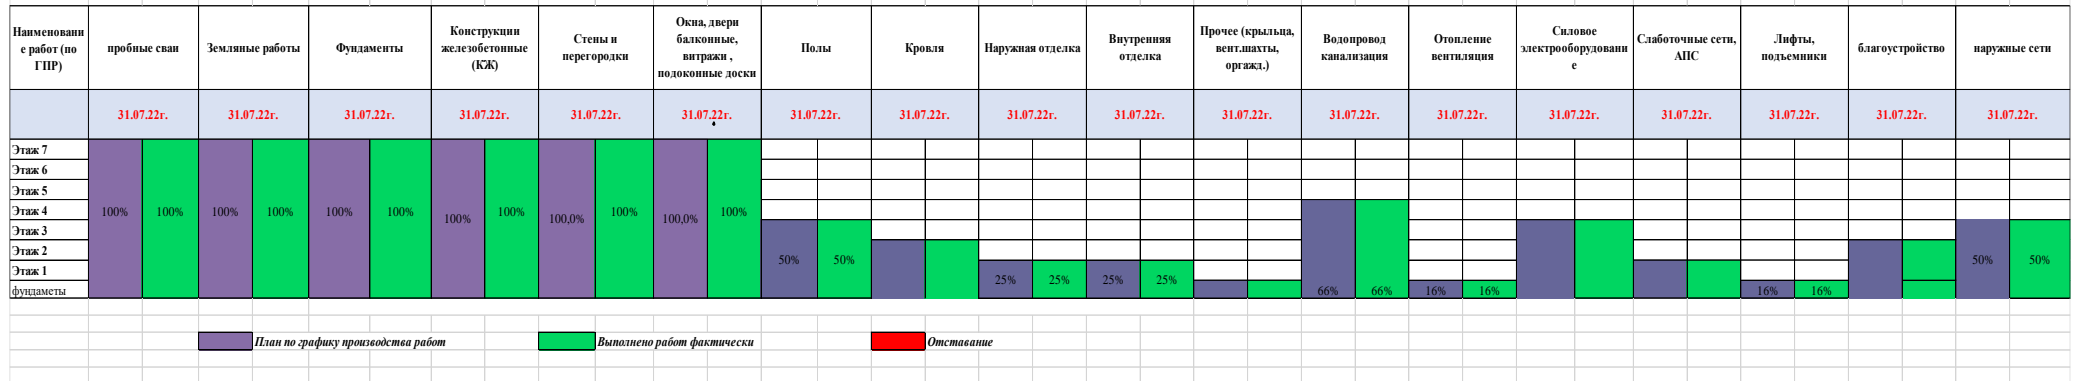 Наименовани
е работ (по
ГПР)
пробные сваи
Земляные работы
Фундаменты
Конструкции
железобетонные
(КЖ)
Стены и
перегородки
Окна, двери
балконные,
витражи ,
подоконные доски
Полы
Кровля
Наружная отделка
Внутренняя
отделка
Прочее (крыльца,
вент.шахты,
оргажд.)
Водопровод
канализация
Отопление
вентиляция
Силовое
электрооборудовани
е
Слаботочные сети,
АПС
Лифты,
подъемники
благоустройство
наружные сети
31.07.22г. 31.07.22г. 31.07.22г. 31.07.22г. 31.07.22г. 31.07.22г. 31.07.22г. 31.07.22г. 31.07.22г. 31.07.22г. 31.07.22г. 31.07.22г. 31.07.22г. 31.07.22г. 31.07.22г. 31.07.22г. 31.07.22г. 31.07.22г.
Этаж 7
Этаж 6
Этаж 5
Этаж 4 100% 100% 100% 100% 100% 100% 100% 100% 100,0% 100% 100,0% 100%
Этаж 3
Этаж 2 50% 50% 50% 50%
Этаж 1 25% 25% 25% 25%
фундаметы 66% 66% 16% 16% 16% 16%
План по графику производства работ
Выполнено работ фактически
Отставание